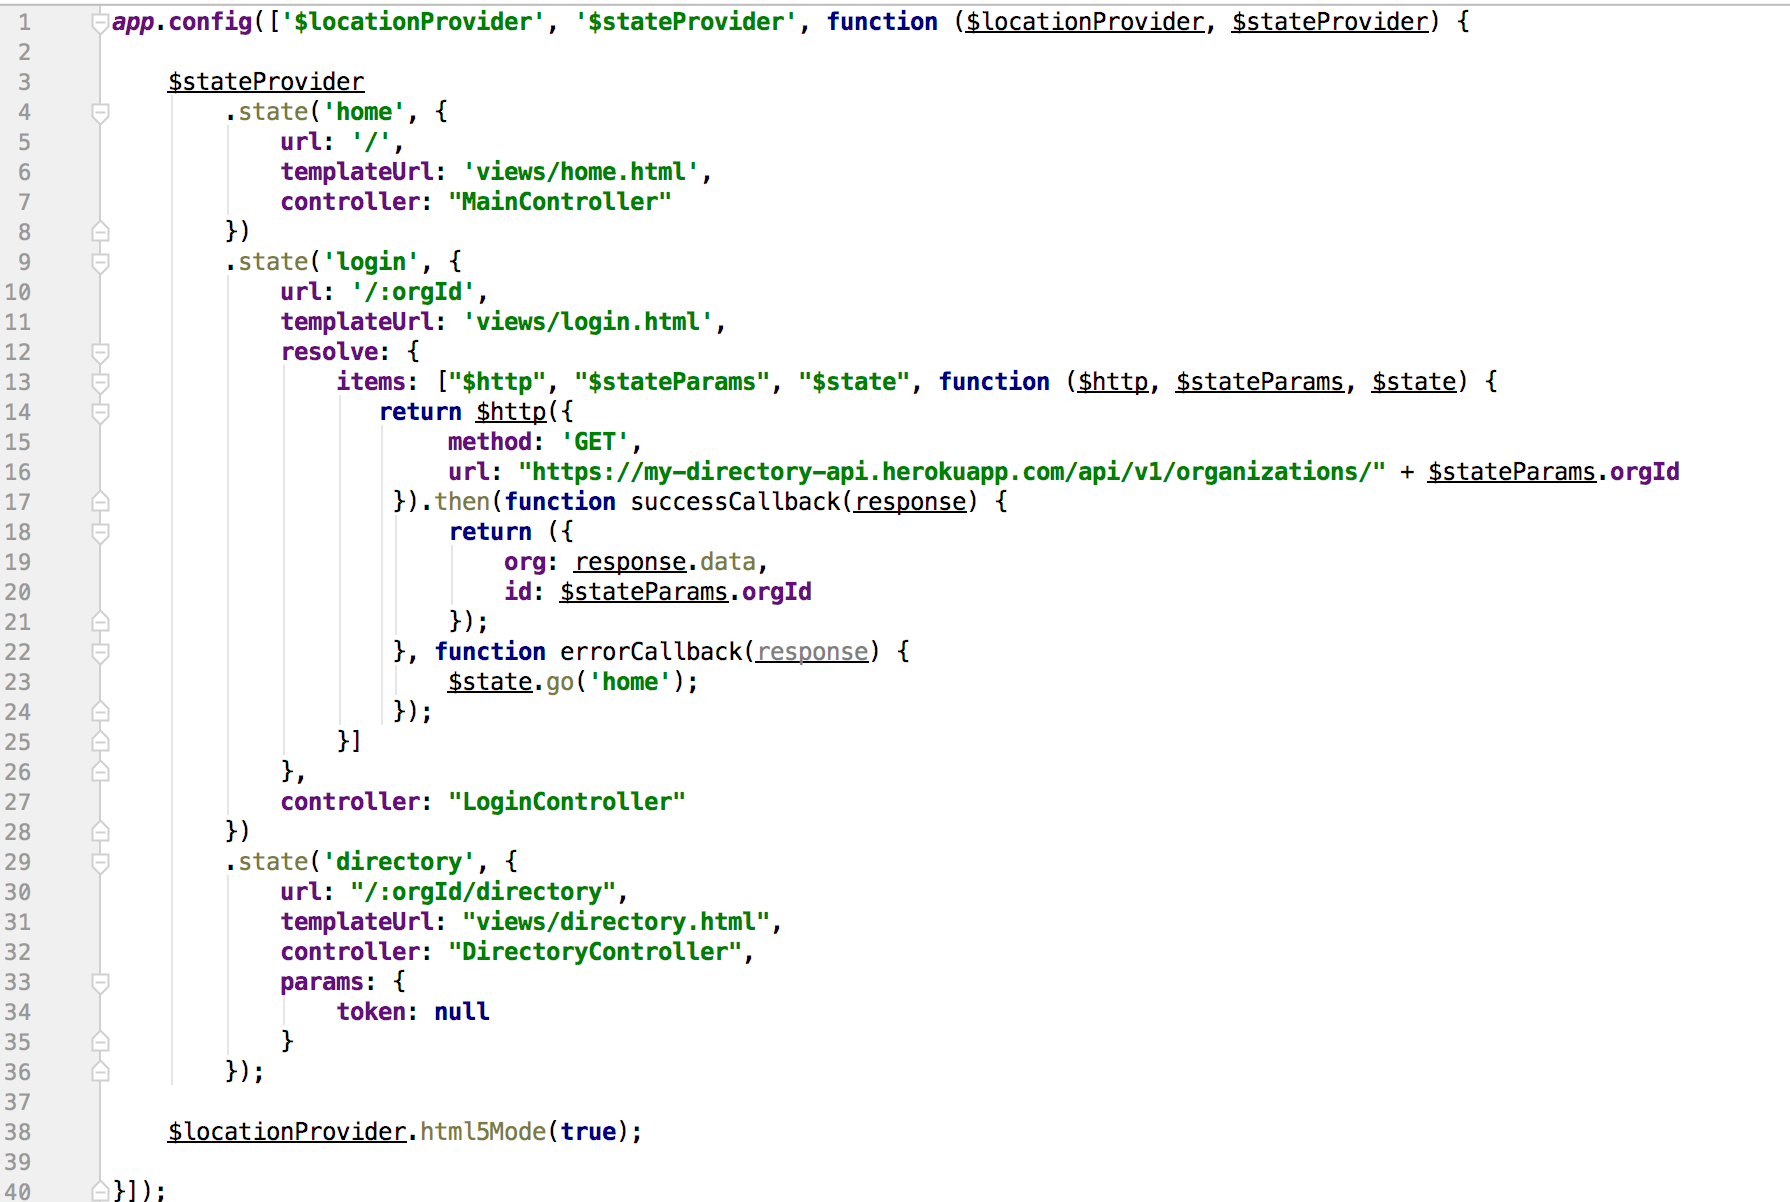 1 app.config(['$locationProvider', '$stateProvider', function ($locationProvider, $stateProvider) {
2
3     $stateProvider
4         .state('home', {
5             url: '/',
6             templateUrl: 'views/home.html',
7             controller: "MainController"
8         })
9         .state('login', {
10             url: '/:orgId',
11             templateUrl: 'views/login.html',
12             resolve: {
13                 items: ["$http", "$stateParams", "$state", function ($http, $stateParams, $state) {
14                    return $http({
15                         method: 'GET',
16                         url: "https://my-directory-api.herokuapp.com/api/v1/organizations/" + $stateParams.orgId
17                     }).then(function successCallback(response) {
18                         return ({
19                             org: response.data,
20                             id: $stateParams.orgId
21                         });
22                     }, function errorCallback(response) {
23                         $state.go('home');
24                     });
25                 }]
26             },
27             controller: "LoginController"
28         })
29         .state('directory', {
30             url: "/:orgId/directory",
31             templateUrl: "views/directory.html",
32             controller: "DirectoryController",
33             params: {
34                 token: null
35             }
36         });
37
38     $locationProvider.html5Mode(true);
39
40 }]);